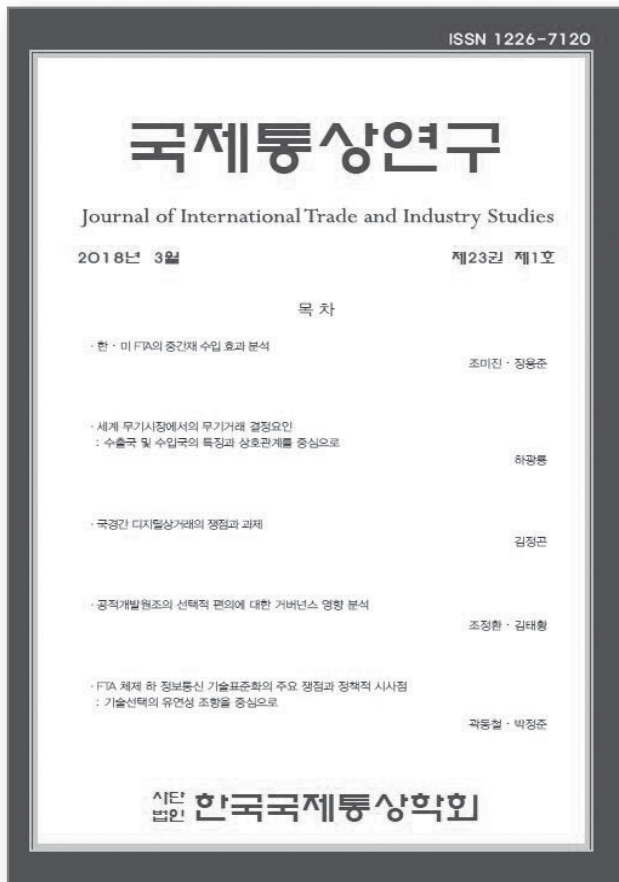 ISSN 1226-7120
국제통상연구
Journal of International Trade and Industry Studies
2018년 3월 제23권 제1호
목 차
· 한 · 미 FTA의 중간재 수입 효과 분석
조미진 · 장용준
· 세계 무기시장에서의 무기거래 결정요인
: 수출국 및 수입국의 특징과 상호관계를 중심으로
하광룡
· 국경간 디지털상거래의 쟁점과 과제
김정곤
· 공적개발원조의 선택적 편의에 대한 거버넌스 영향 분석
조정환 · 김태황
· FTA 체제 하 정보통신 기술표준화의 주요 쟁점과 정책적 시사점
: 기술선택의 유연성 조항을 중심으로
곽동철 · 박정준
사단법인 한국국제통상학회